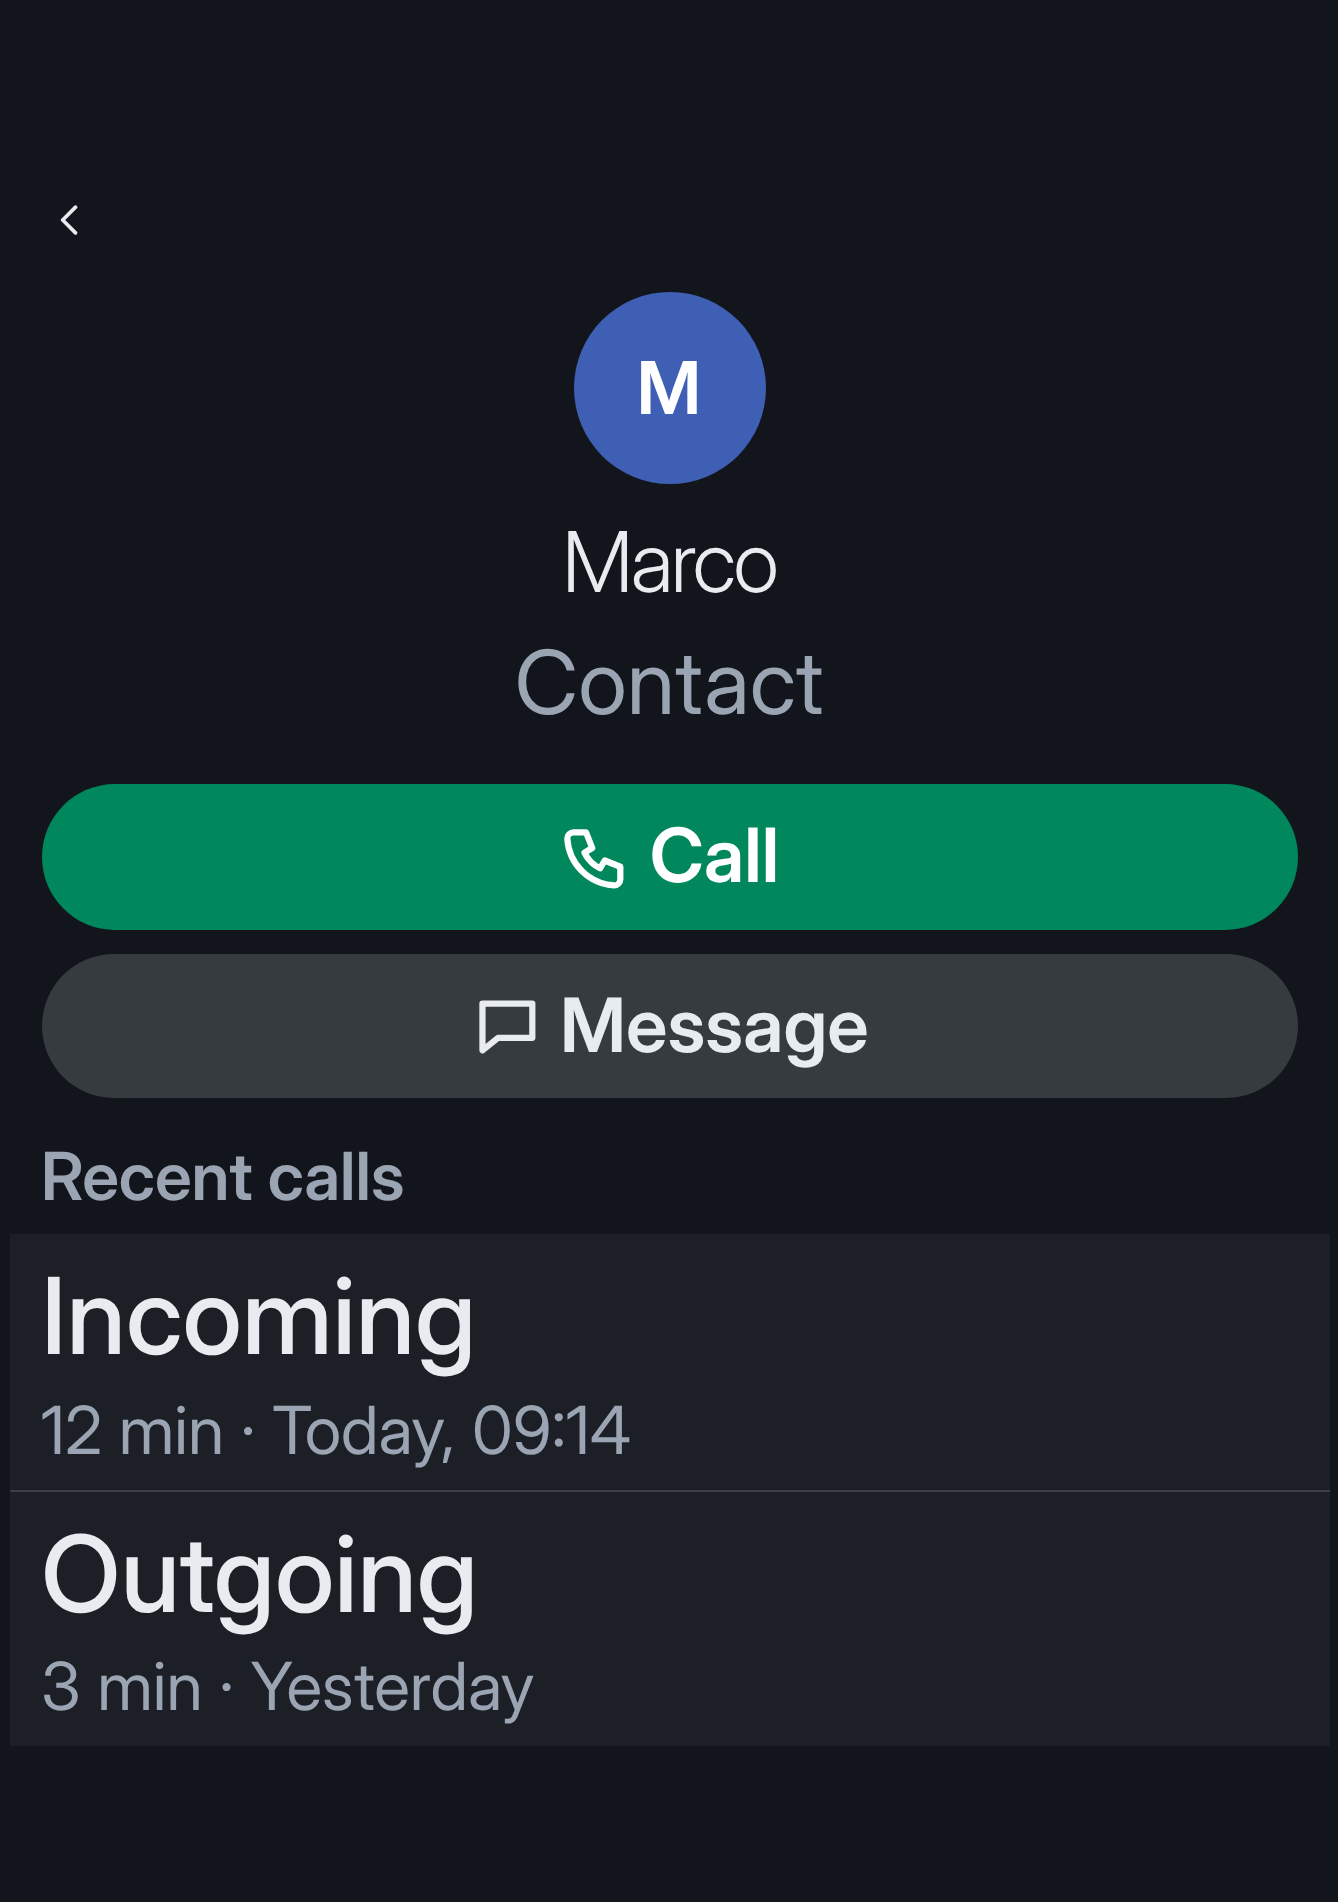 M
Marco
Contact
Call
Message
Recent calls
Incoming
12 min · Today, 09:14
Outgoing
3 min · Yesterday